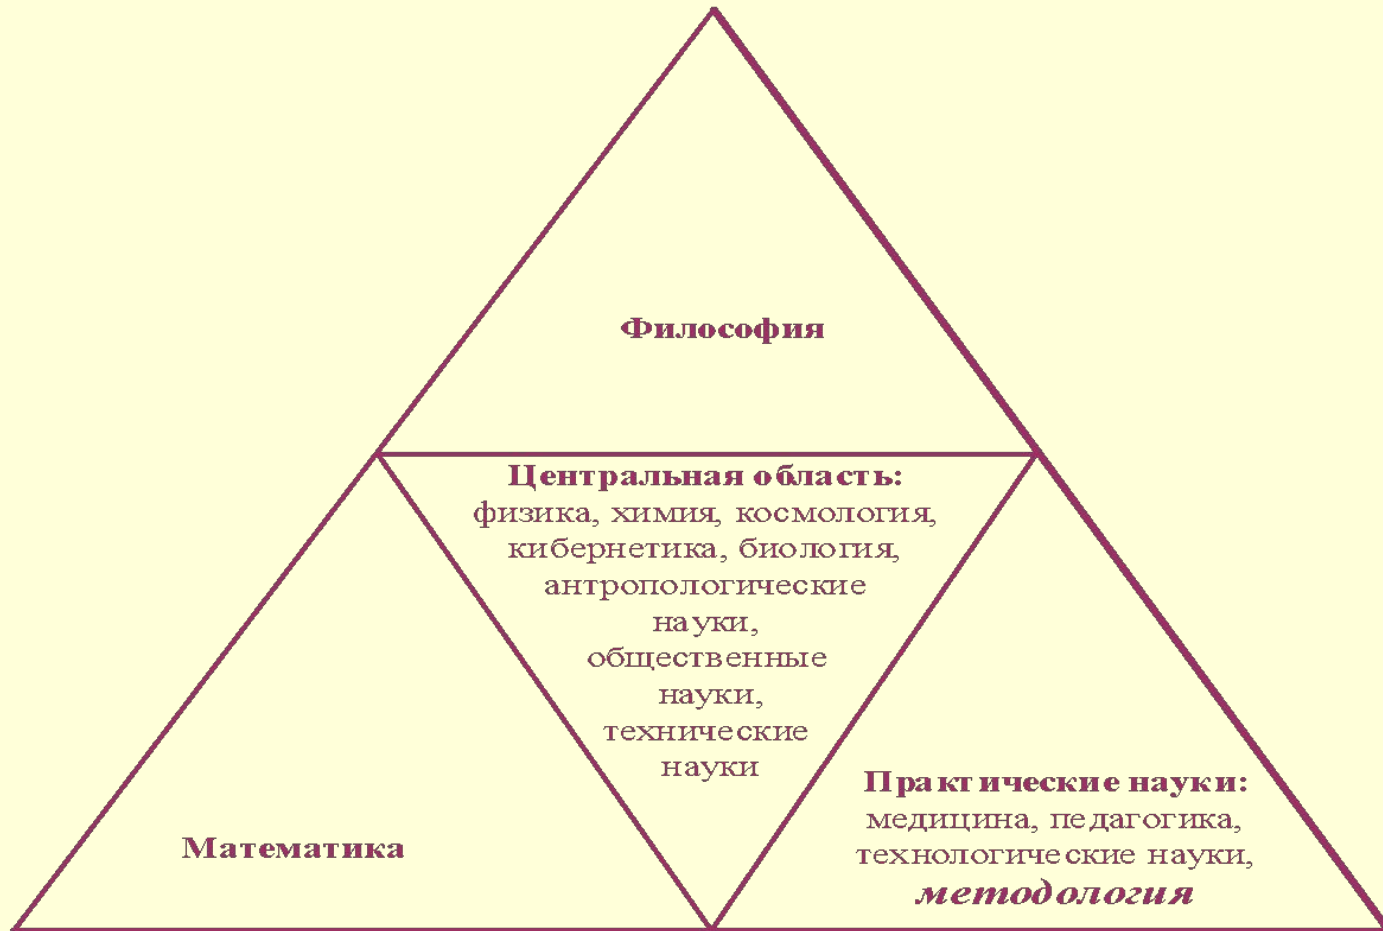 Философия
Центральная область:
физика, химия, космология,
кибернетика, биология,
антропологические
науки,
общественные
науки,
технические
науки
Практические науки:
медицина, педагогика,
технологические науки,
методология
Математика